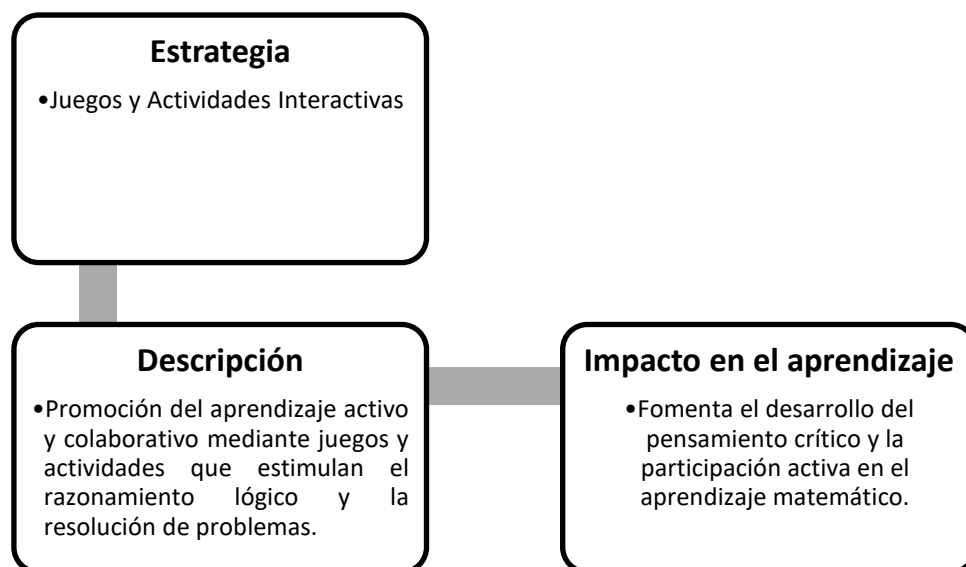 Estrategia
•Juegos y Actividades Interactivas
Descripción
•Promoción del aprendizaje activo
y colaborativo mediante juegos y
actividades que estimulan el
razonamiento lógico y la
resolución de problemas.
Impacto en el aprendizaje
•Fomenta el desarrollo del
pensamiento crítico y la
participación activa en el
aprendizaje matemático.